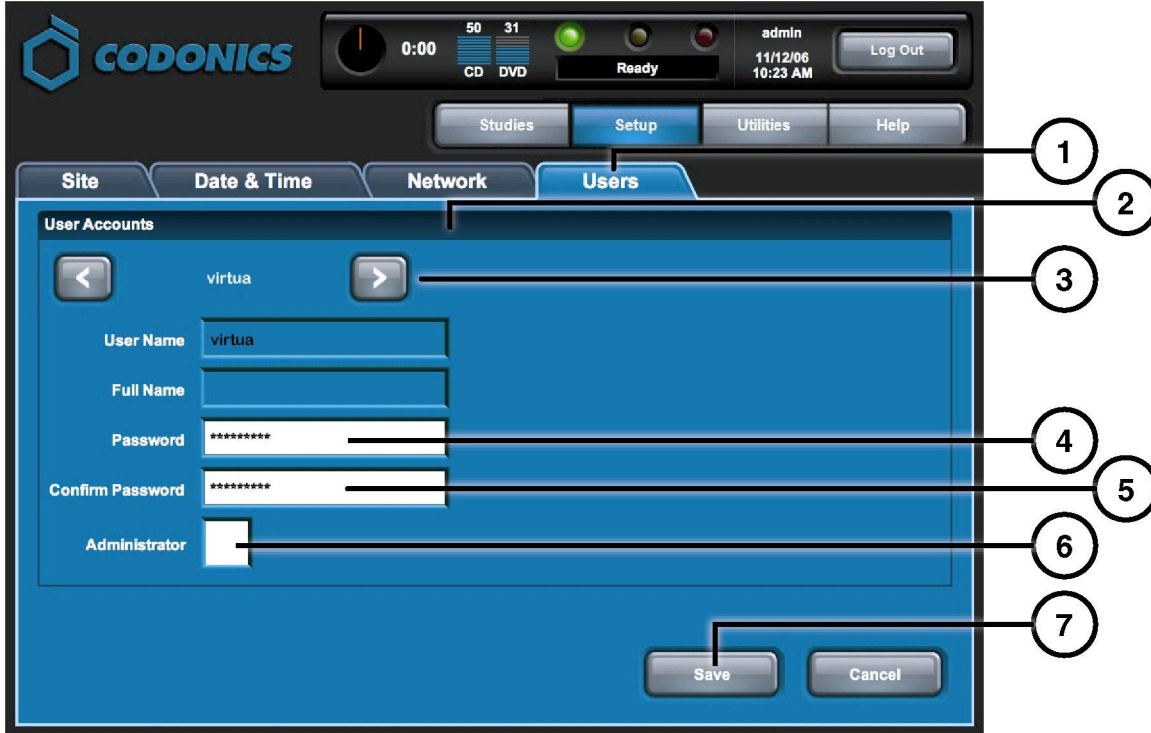 CODONICS
0:00
50 31
CD DVD
Ready
admin
11/12/06
10:23 AM
Log Out
Studies Setup Utilities Help
Site Date & Time Network Users
1
User Accounts
2
< virtua >
3
User Name virtua
Full Name
Password *********
4
Confirm Password *********
5
Administrator
6
7
Save Cancel